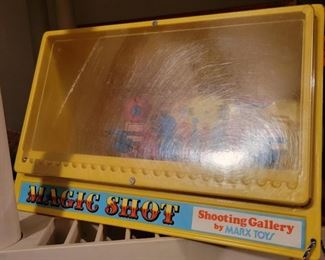 MAGIC SHOT
Shooting Gallery
by MARX TOYS